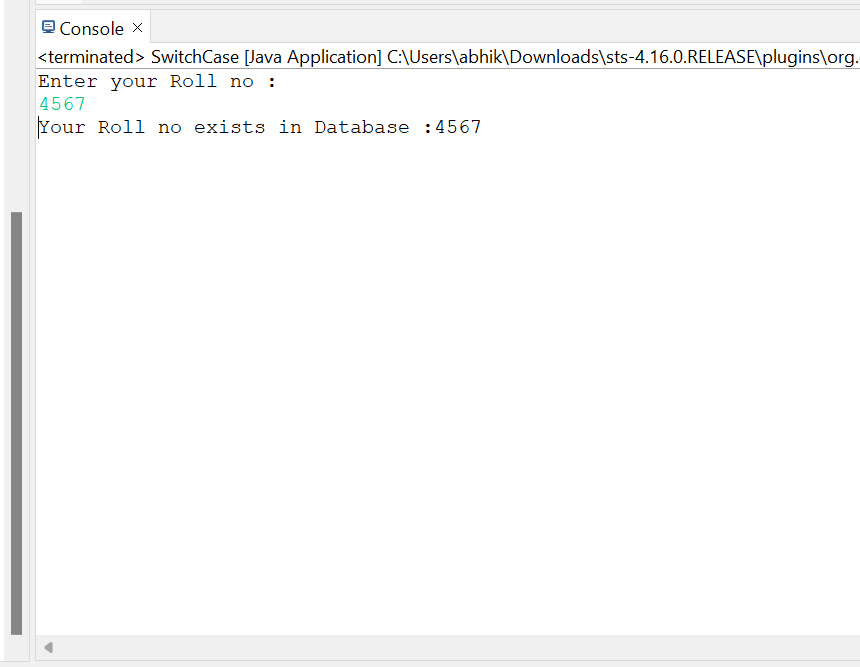 Console
<terminated> SwitchCase [Java Application] C:\Users\abhik\Downloads\sts-4.16.0.RELEASE\plugins\org.
Enter your Roll no :
4567
Your Roll no exists in Database :4567